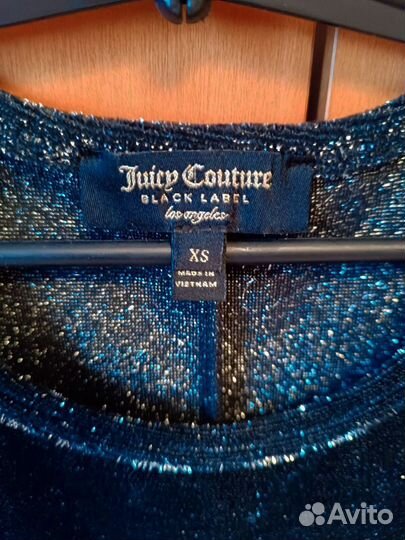 Juicy Couture
BLACK LABEL
los angeles
XS
MADE IN
VIETNAM
Avito